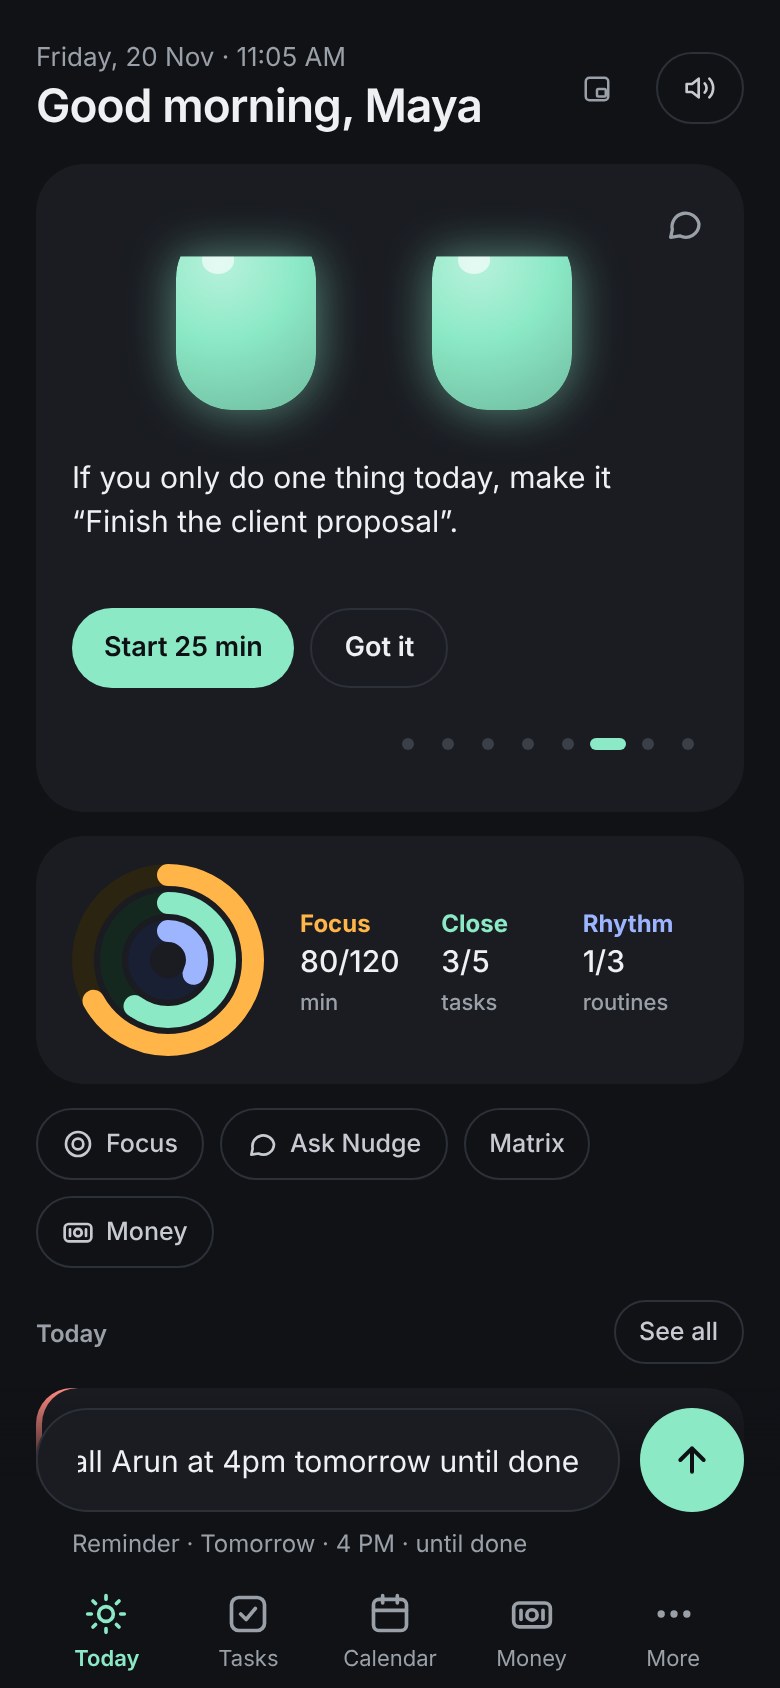 Friday, 20 Nov · 11:05 AM
Good morning, Maya
If you only do one thing today, make it
“Finish the client proposal”.
Start 25 min
Got it
Focus
Close
Rhythm
80/120
3/5
1/3
min
tasks
routines
Focus
Ask Nudge
Matrix
Money
Today
See all
all Arun at 4pm tomorrow until done
Reminder · Tomorrow · 4 PM · until done
Today
Tasks
Calendar
Money
More